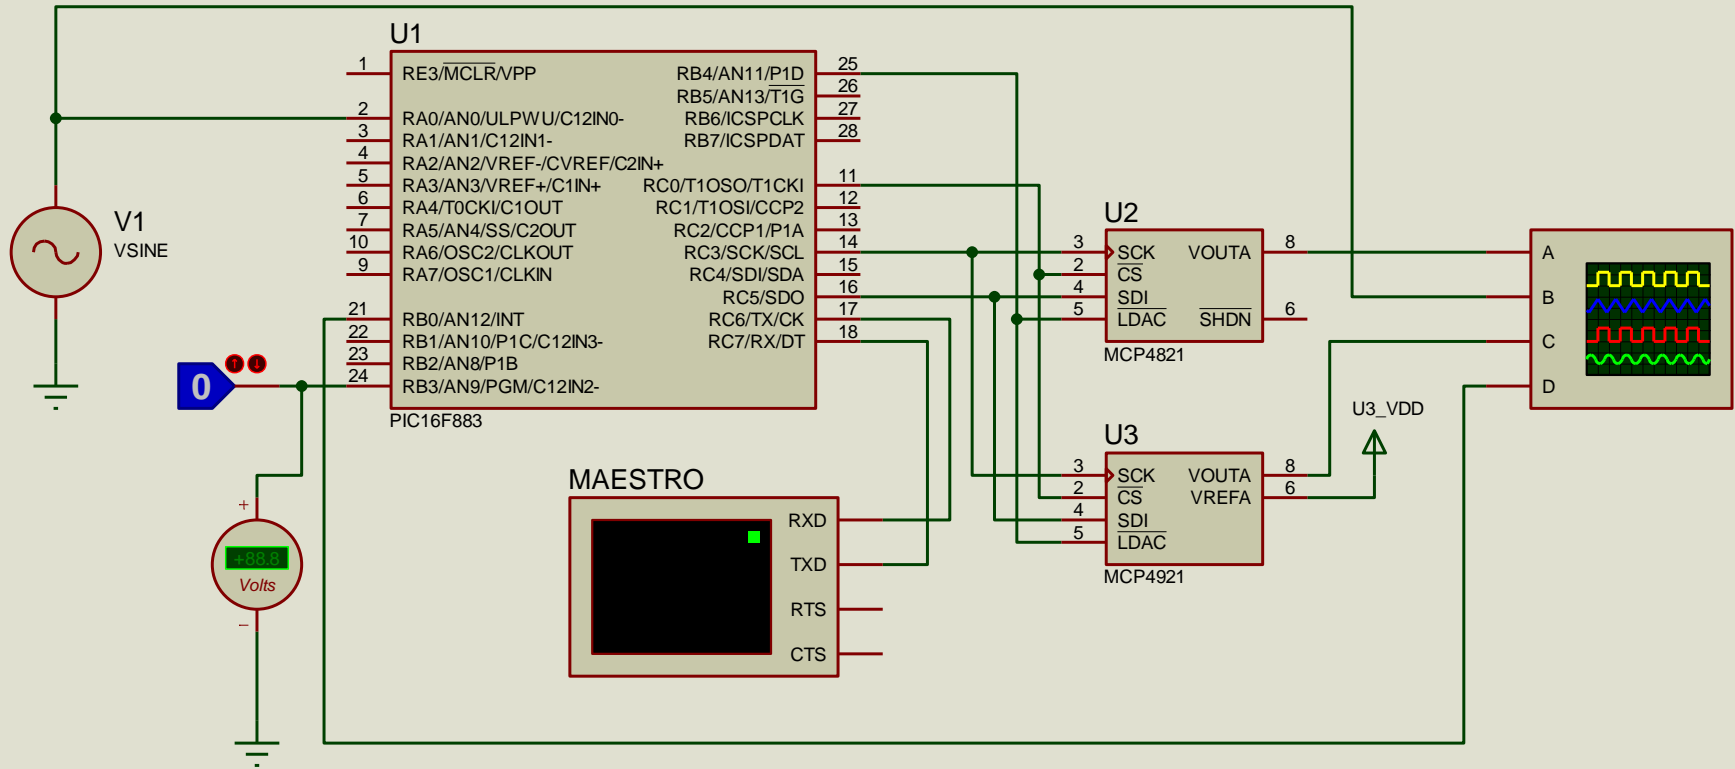 U1
1 RE3/MCLR/VPP
2 RA0/AN0/ULPWU/C12IN0-
3 RA1/AN1/C12IN1-
4 RA2/AN2/VREF-/CVREF/C2IN+
5 RA3/AN3/VREF+/C1IN+
6 RA4/T0CKI/C1OUT
7 RA5/AN4/SS/C2OUT
10 RA6/OSC2/CLKOUT
9 RA7/OSC1/CLKIN
21 RB0/AN12/INT
22 RB1/AN10/P1C/C12IN3-
23 RB2/AN8/P1B
24 RB3/AN9/PGM/C12IN2-
RB4/AN11/P1D 25
RB5/AN13/T1G 26
RB6/ICSPCLK 27
RB7/ICSPDAT 28
RC0/T1OSO/T1CKI 11
RC1/T1OSI/CCP2 12
RC2/CCP1/P1A 13
RC3/SCK/SCL 14
RC4/SDI/SDA 15
RC5/SDO 16
RC6/TX/CK 17
RC7/RX/DT 18
PIC16F883
V1
VSINE
0
+
+88.8
Volts
−
MAESTRO
RXD
TXD
RTS
CTS
U2
3 SCK VOUTA 8
2 CS
4 SDI
5 LDAC SHDN 6
MCP4821
U3
3 SCK VOUTA 8
2 CS VREFA 6
4 SDI
5 LDAC
MCP4921
U3_VDD
A
B
C
D